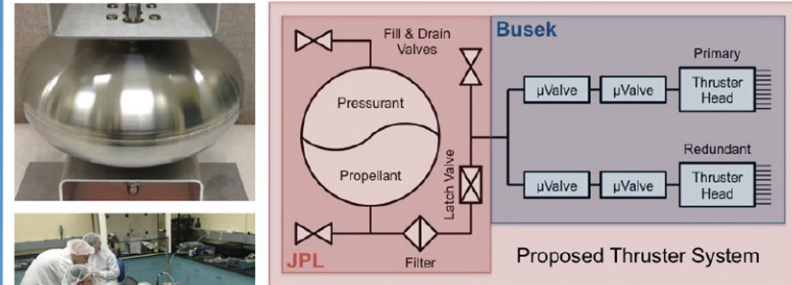 Fill & Drain
Valves
Busek
Pressurant
Propellant
Latch Valve
Filter
JPL
Primary
µValve
µValve
Thruster
Head
Redundant
µValve
µValve
Thruster
Head
Proposed Thruster System